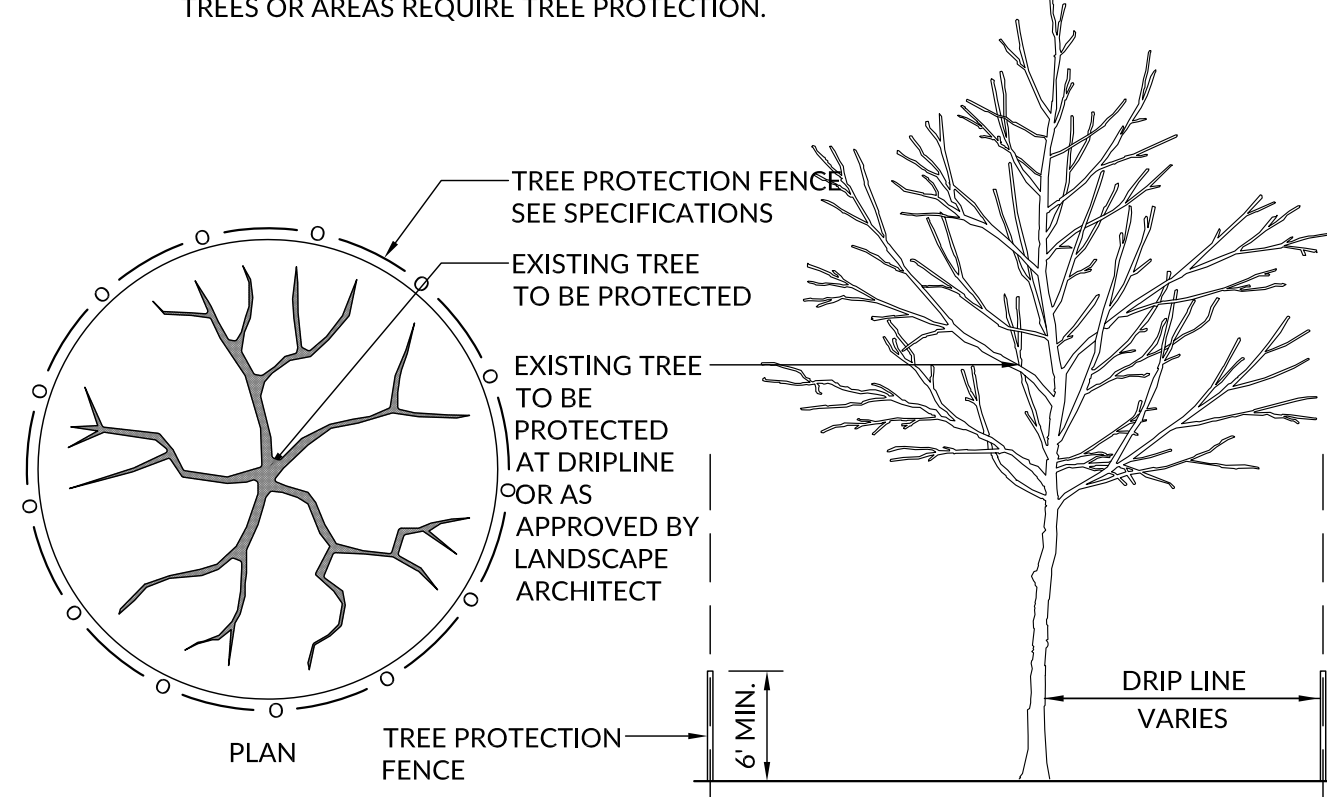 TREES OR AREAS REQUIRE TREE PROTECTION.
TREE PROTECTION FENCE
SEE SPECIFICATIONS
EXISTING TREE
TO BE PROTECTED
EXISTING TREE
TO BE
PROTECTED
AT DRIPLINE
OR AS
APPROVED BY
LANDSCAPE
ARCHITECT
PLAN
TREE PROTECTION
FENCE
6' MIN.
DRIP LINE
VARIES